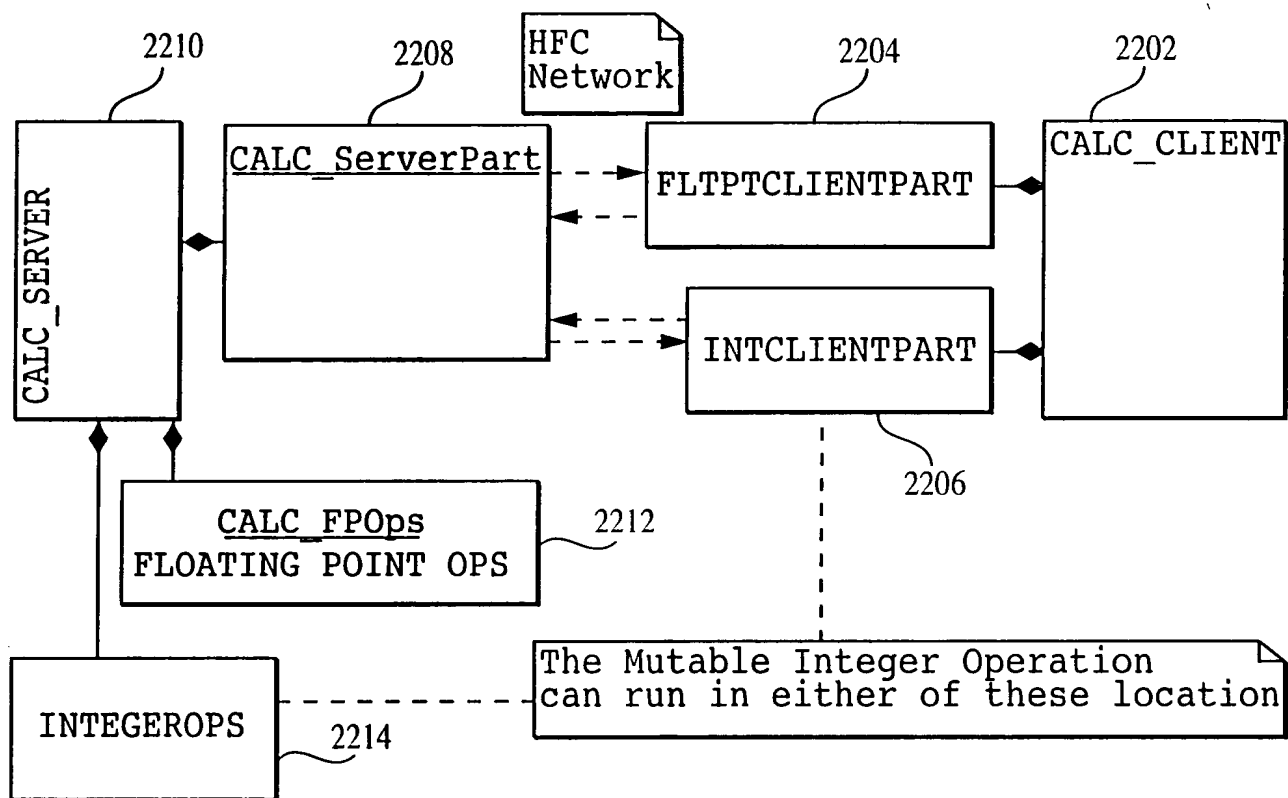 2210
2208
HFC
Network
2204
2202
CALC_SERVER
CALC_ServerPart
FLTPTCLIENTPART
CALC_CLIENT
INTCLIENTPART
2206
CALC_FPOps
FLOATING POINT OPS
2212
The Mutable Integer Operation
can run in either of these location
INTEGEROPS
2214